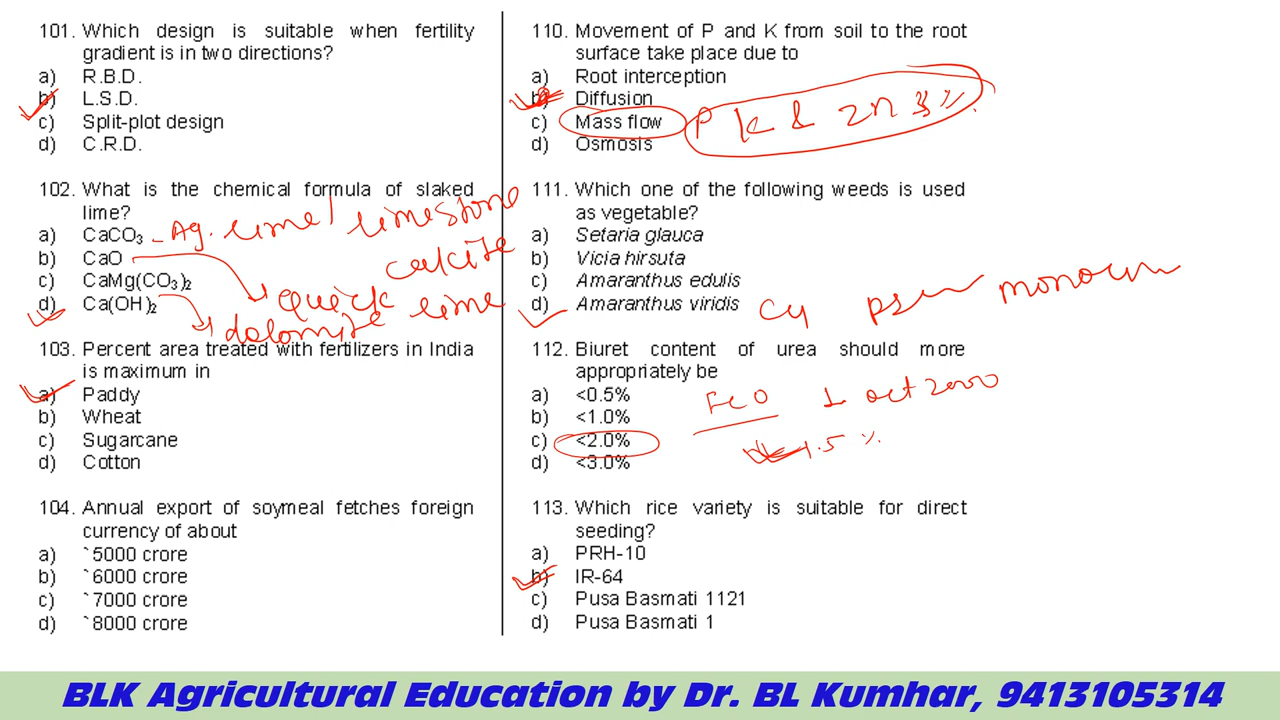 101. Which design is suitable when fertility
gradient is in two directions?
a) R.B.D.
b) L.S.D.
c) Split-plot design
d) C.R.D.
102. What is the chemical formula of slaked
lime?
a) CaCO₃ - Ag. lime / limestone
calcite
b) CaO
quick lime
c) CaMg(CO₃)₂
d) Ca(OH)₂
dolomite
103. Percent area treated with fertilizers in India
is maximum in
a) Paddy
b) Wheat
c) Sugarcane
d) Cotton
104. Annual export of soymeal fetches foreign
currency of about
a) `5000 crore
b) `6000 crore
c) `7000 crore
d) `8000 crore
110. Movement of P and K from soil to the root
surface take place due to
a) Root interception
b) Diffusion
c) Mass flow
P K & Zn
d) Osmosis
111. Which one of the following weeds is used
as vegetable?
a) Setaria glauca
b) Vicia hirsuta
c) Amaranthus edulis
d) Amaranthus viridis C4
112. Biuret content of urea should more
appropriately be
a) <0.5%
FCO 1 oct 2000
b) <1.0%
c) <2.0%
1.5 %
d) <3.0%
113. Which rice variety is suitable for direct
seeding?
a) PRH-10
b) IR-64
c) Pusa Basmati 1121
d) Pusa Basmati 1
BLK Agricultural Education by Dr. BL Kumhar, 9413105314